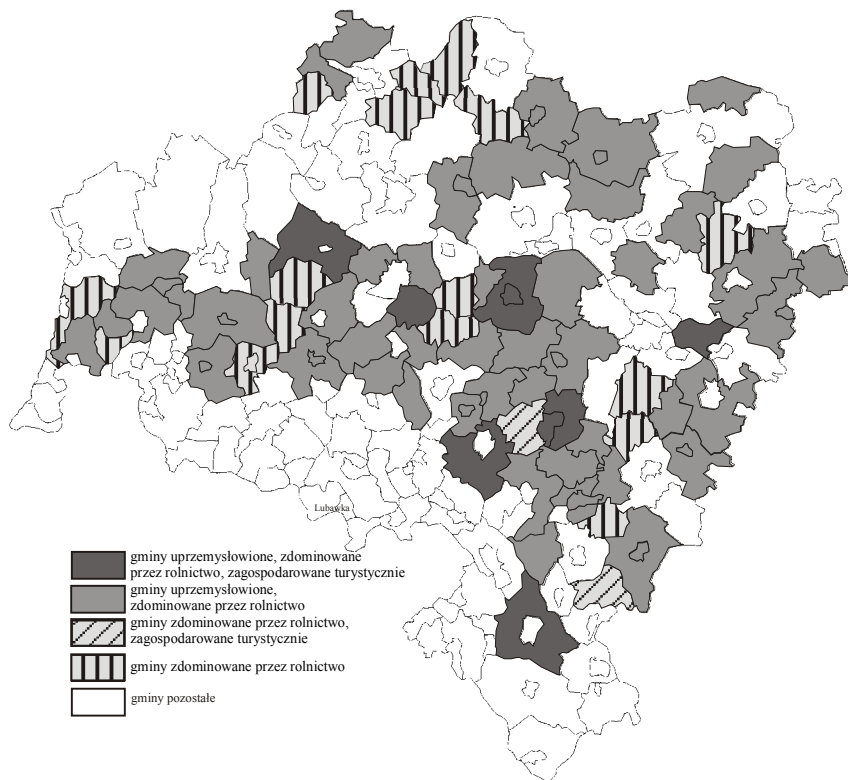 Lubawka
gminy uprzemysłowione, zdominowane
przez rolnictwo, zagospodarowane turystycznie
gminy uprzemysłowione,
zdominowane przez rolnictwo
gminy zdominowane przez rolnictwo,
zagospodarowane turystycznie
gminy zdominowane przez rolnictwo
gminy pozostałe